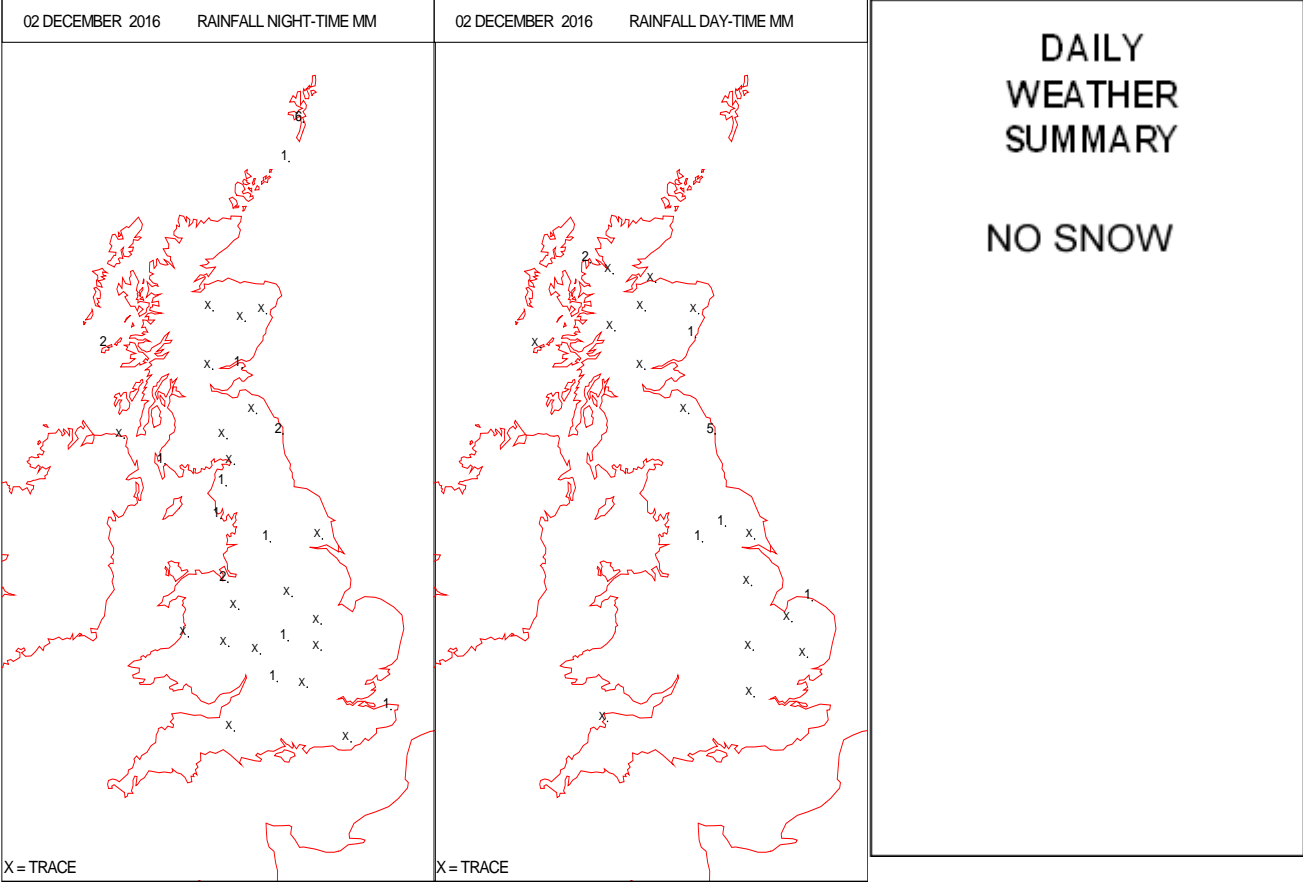 02 DECEMBER 2016 RAINFALL NIGHT-TIME MM
6.
1.
X. X. X.
2.
X. 1.
X.
X. X. 2.
1 X.
1.
1.
1. X.
2.
X. X.
X. X. 1. X.
X. X.
1. X.
1.
X. X.
X = TRACE
02 DECEMBER 2016 RAINFALL DAY-TIME MM
2. X. X.
X. X.
X. 1.
X. X.
X.
5.
1.
1. X.
X. 1.
X.
X. X.
X.
X.
X = TRACE
DAILY
WEATHER
SUMMARY
NO SNOW